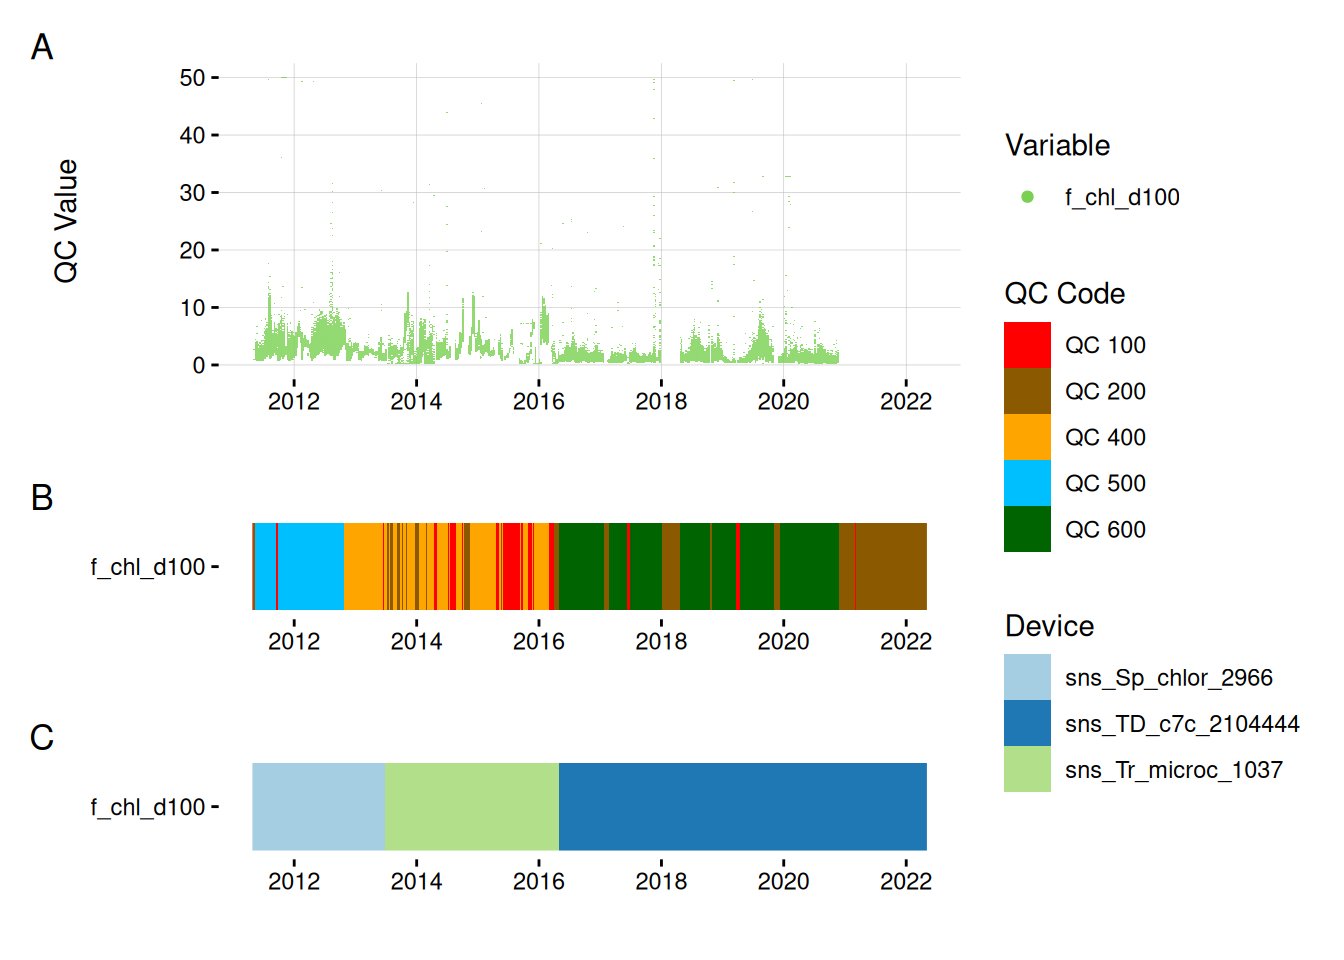 A
QC Value
50
40
30
20
10
0
2012 2014 2016 2018 2020 2022
Variable
f_chl_d100
QC Code
QC 100
QC 200
QC 400
QC 500
QC 600
B
f_chl_d100
2012 2014 2016 2018 2020 2022
Device
sns_Sp_chlor_2966
sns_TD_c7c_2104444
sns_Tr_microc_1037
C
f_chl_d100
2012 2014 2016 2018 2020 2022